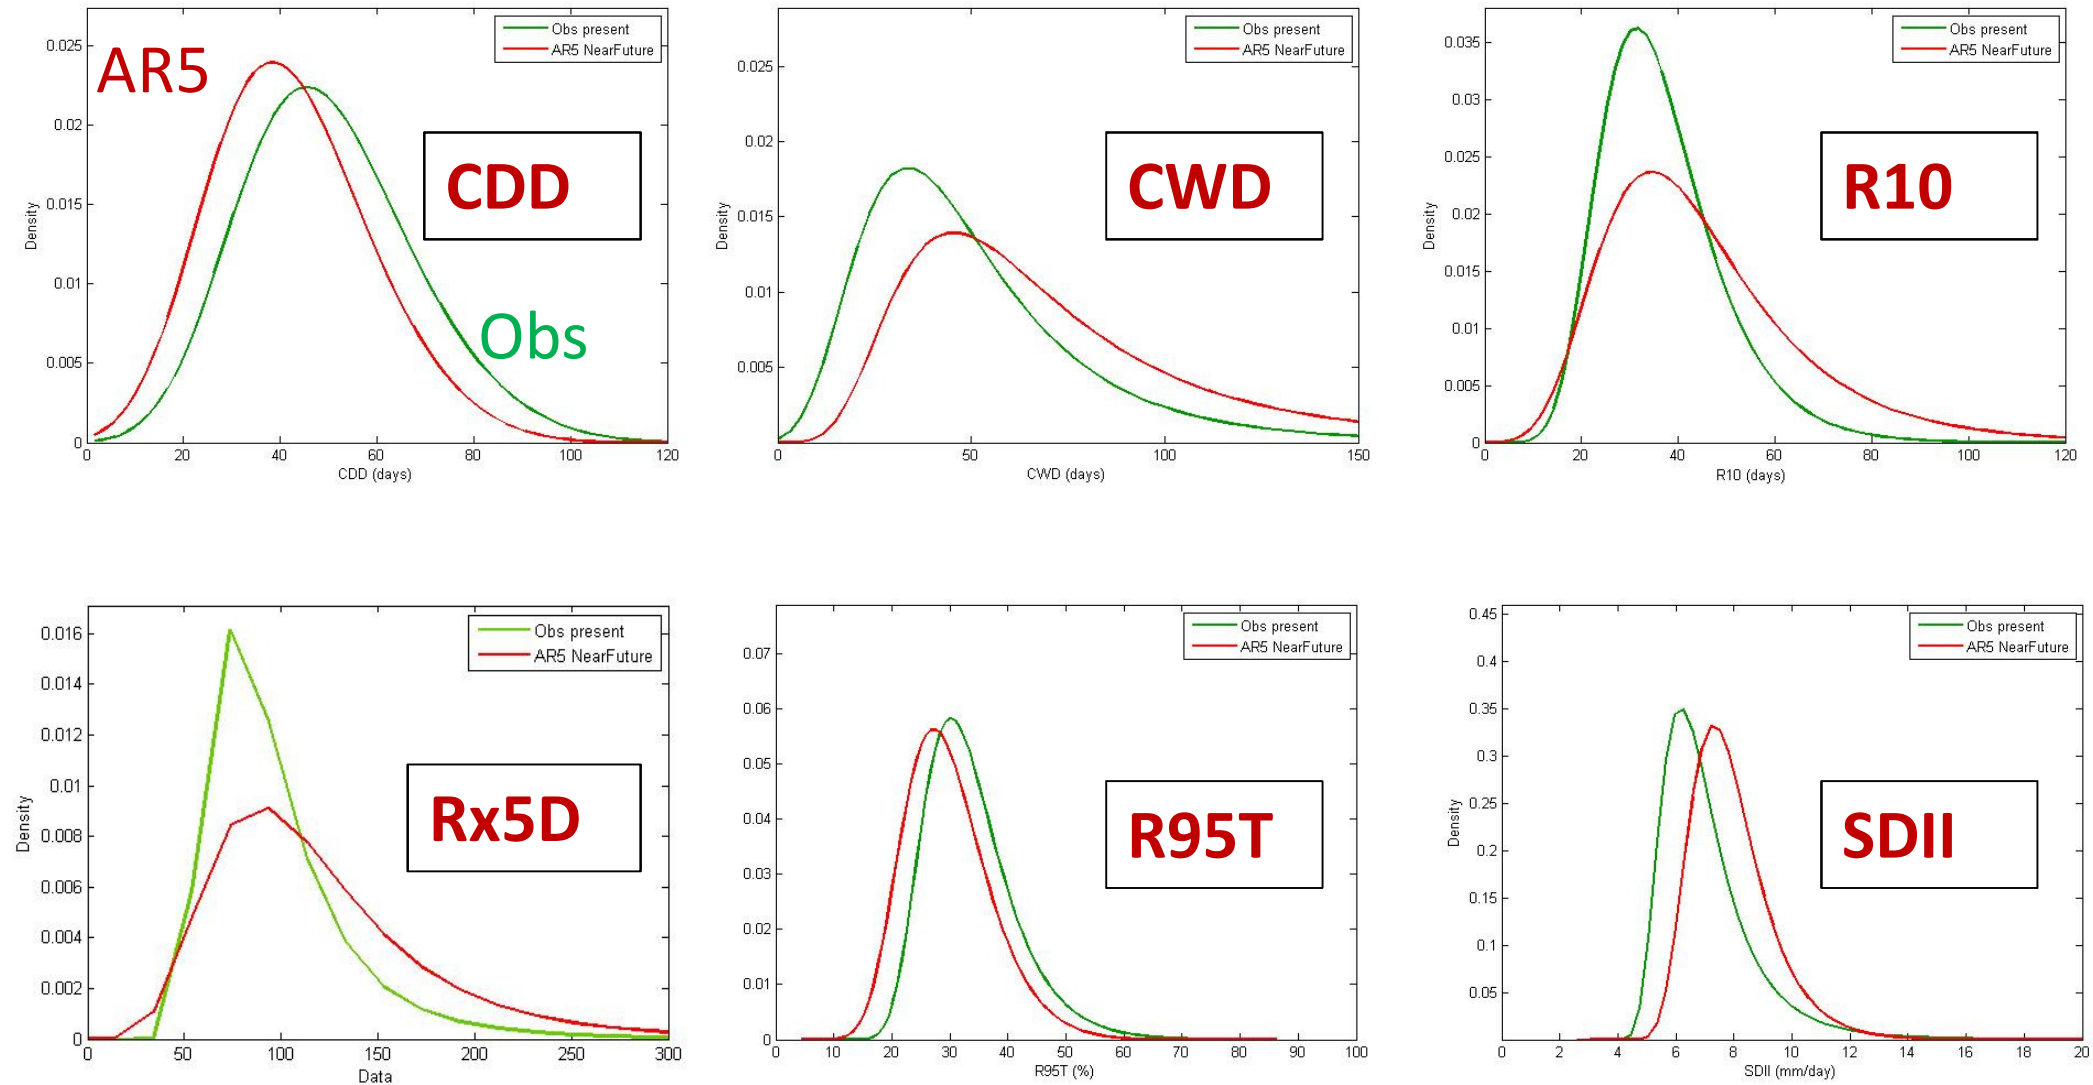 Obs present
AR5 NearFuture
AR5
CDD
Obs
0.025
0.02
0.015
0.01
0.005
0
Density
0 20 40 60 80 100 120
CDD (days)
Obs present
AR5 NearFuture
CWD
0.025
0.02
0.015
0.01
0.005
0
Density
0 50 100 150
CWD (days)
Obs present
AR5 NearFuture
R10
0.035
0.03
0.025
0.02
0.015
0.01
0.005
0
Density
0 20 40 60 80 100 120
R10 (days)
Obs present
AR5 NearFuture
Rx5D
0.016
0.014
0.012
0.01
0.008
0.006
0.004
0.002
0
Density
0 50 100 150 200 250 300
Data
Obs present
AR5 NearFuture
R95T
0.07
0.06
0.05
0.04
0.03
0.02
0.01
0
0 10 20 30 40 50 60 70 80 90 100
R95T (%)
Obs present
AR5 NearFuture
SDII
0.45
0.4
0.35
0.3
0.25
0.2
0.15
0.1
0.05
Density
0 2 4 6 8 10 12 14 16 18 20
SDII (mm/day)